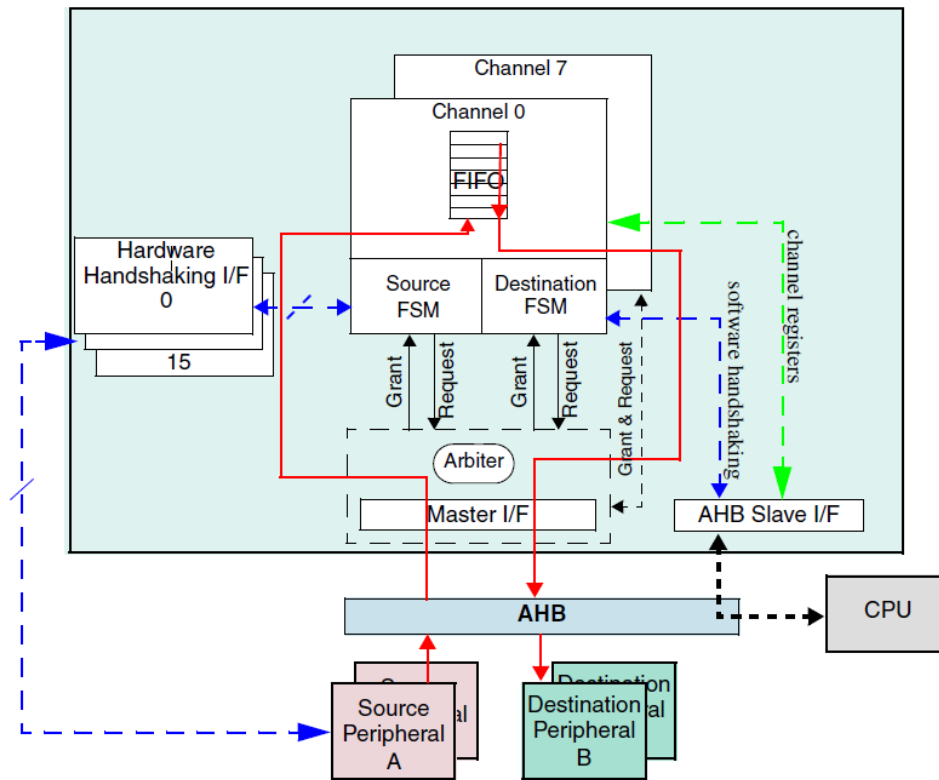 Channel 7
Channel 0
FIFO
Hardware
Handshaking I/F
0
15
Source
FSM
Destination
FSM
Grant
Request
Grant
Request
Grant & Request
software handshaking
channel registers
Arbiter
Master I/F
AHB Slave I/F
AHB
CPU
Source
Peripheral
A
Destination
Peripheral
B
Destination